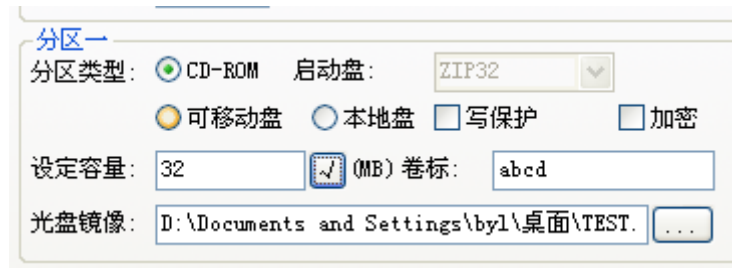 分区一
分区类型: CD-ROM 启动盘: ZIP32
可移动盘 本地盘 写保护 加密
设定容量: 32 (MB) 卷标: abcd
光盘镜像: D:\Documents and Settings\byl\桌面\TEST. ...